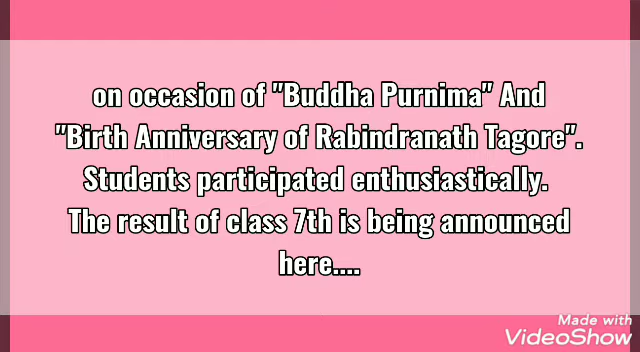 on occasion of "Buddha Purnima" And
"Birth Anniversary of Rabindranath Tagore".
Students participated enthusiastically.
The result of class 7th is being announced
here....
Made with
VideoShow